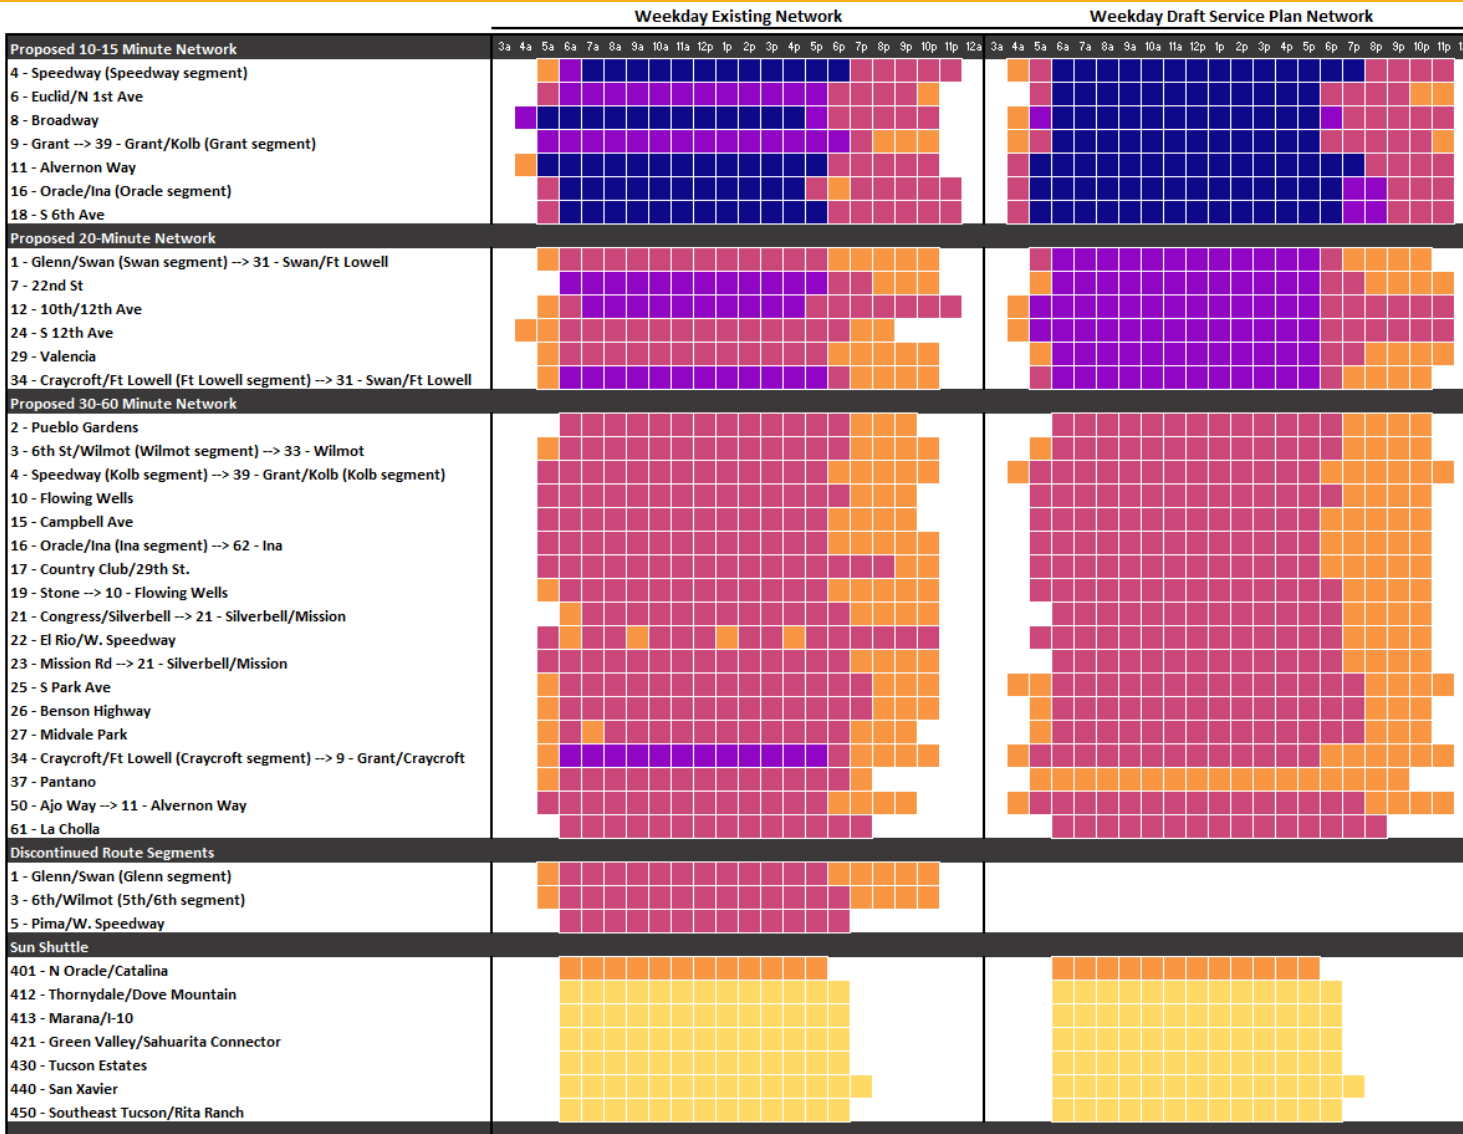 Weekday Existing Network Weekday Draft Service Plan Network
Proposed 10-15 Minute Network 3a 4a 5a 6a 7a 8a 9a 10a 11a 12p 1p 2p 3p 4p 5p 6p 7p 8p 9p 10p 11p 12a 3a 4a 5a 6a 7a 8a 9a 10a 11a 12p 1p 2p 3p 4p 5p 6p 7p 8p 9p 10p 11p
4 - Speedway (Speedway segment)
6 - Euclid/N 1st Ave
8 - Broadway
9 - Grant --> 39 - Grant/Kolb (Grant segment)
11 - Alvernon Way
16 - Oracle/Ina (Oracle segment)
18 - S 6th Ave
Proposed 20-Minute Network
1 - Glenn/Swan (Swan segment) --> 31 - Swan/Ft Lowell
7 - 22nd St
12 - 10th/12th Ave
24 - S 12th Ave
29 - Valencia
34 - Craycroft/Ft Lowell (Ft Lowell segment) --> 31 - Swan/Ft Lowell
Proposed 30-60 Minute Network
2 - Pueblo Gardens
3 - 6th St/Wilmot (Wilmot segment) --> 33 - Wilmot
4 - Speedway (Kolb segment) --> 39 - Grant/Kolb (Kolb segment)
10 - Flowing Wells
15 - Campbell Ave
16 - Oracle/Ina (Ina segment) --> 62 - Ina
17 - Country Club/29th St.
19 - Stone --> 10 - Flowing Wells
21 - Congress/Silverbell --> 21 - Silverbell/Mission
22 - El Rio/W. Speedway
23 - Mission Rd --> 21 - Silverbell/Mission
25 - S Park Ave
26 - Benson Highway
27 - Midvale Park
34 - Craycroft/Ft Lowell (Craycroft segment) --> 9 - Grant/Craycroft
37 - Pantano
50 - Ajo Way --> 11 - Alvernon Way
61 - La Cholla
Discontinued Route Segments
1 - Glenn/Swan (Glenn segment)
3 - 6th/Wilmot (5th/6th segment)
5 - Pima/W. Speedway
Sun Shuttle
401 - N Oracle/Catalina
412 - Thornydale/Dove Mountain
413 - Marana/I-10
421 - Green Valley/Sahuarita Connector
430 - Tucson Estates
440 - San Xavier
450 - Southeast Tucson/Rita Ranch